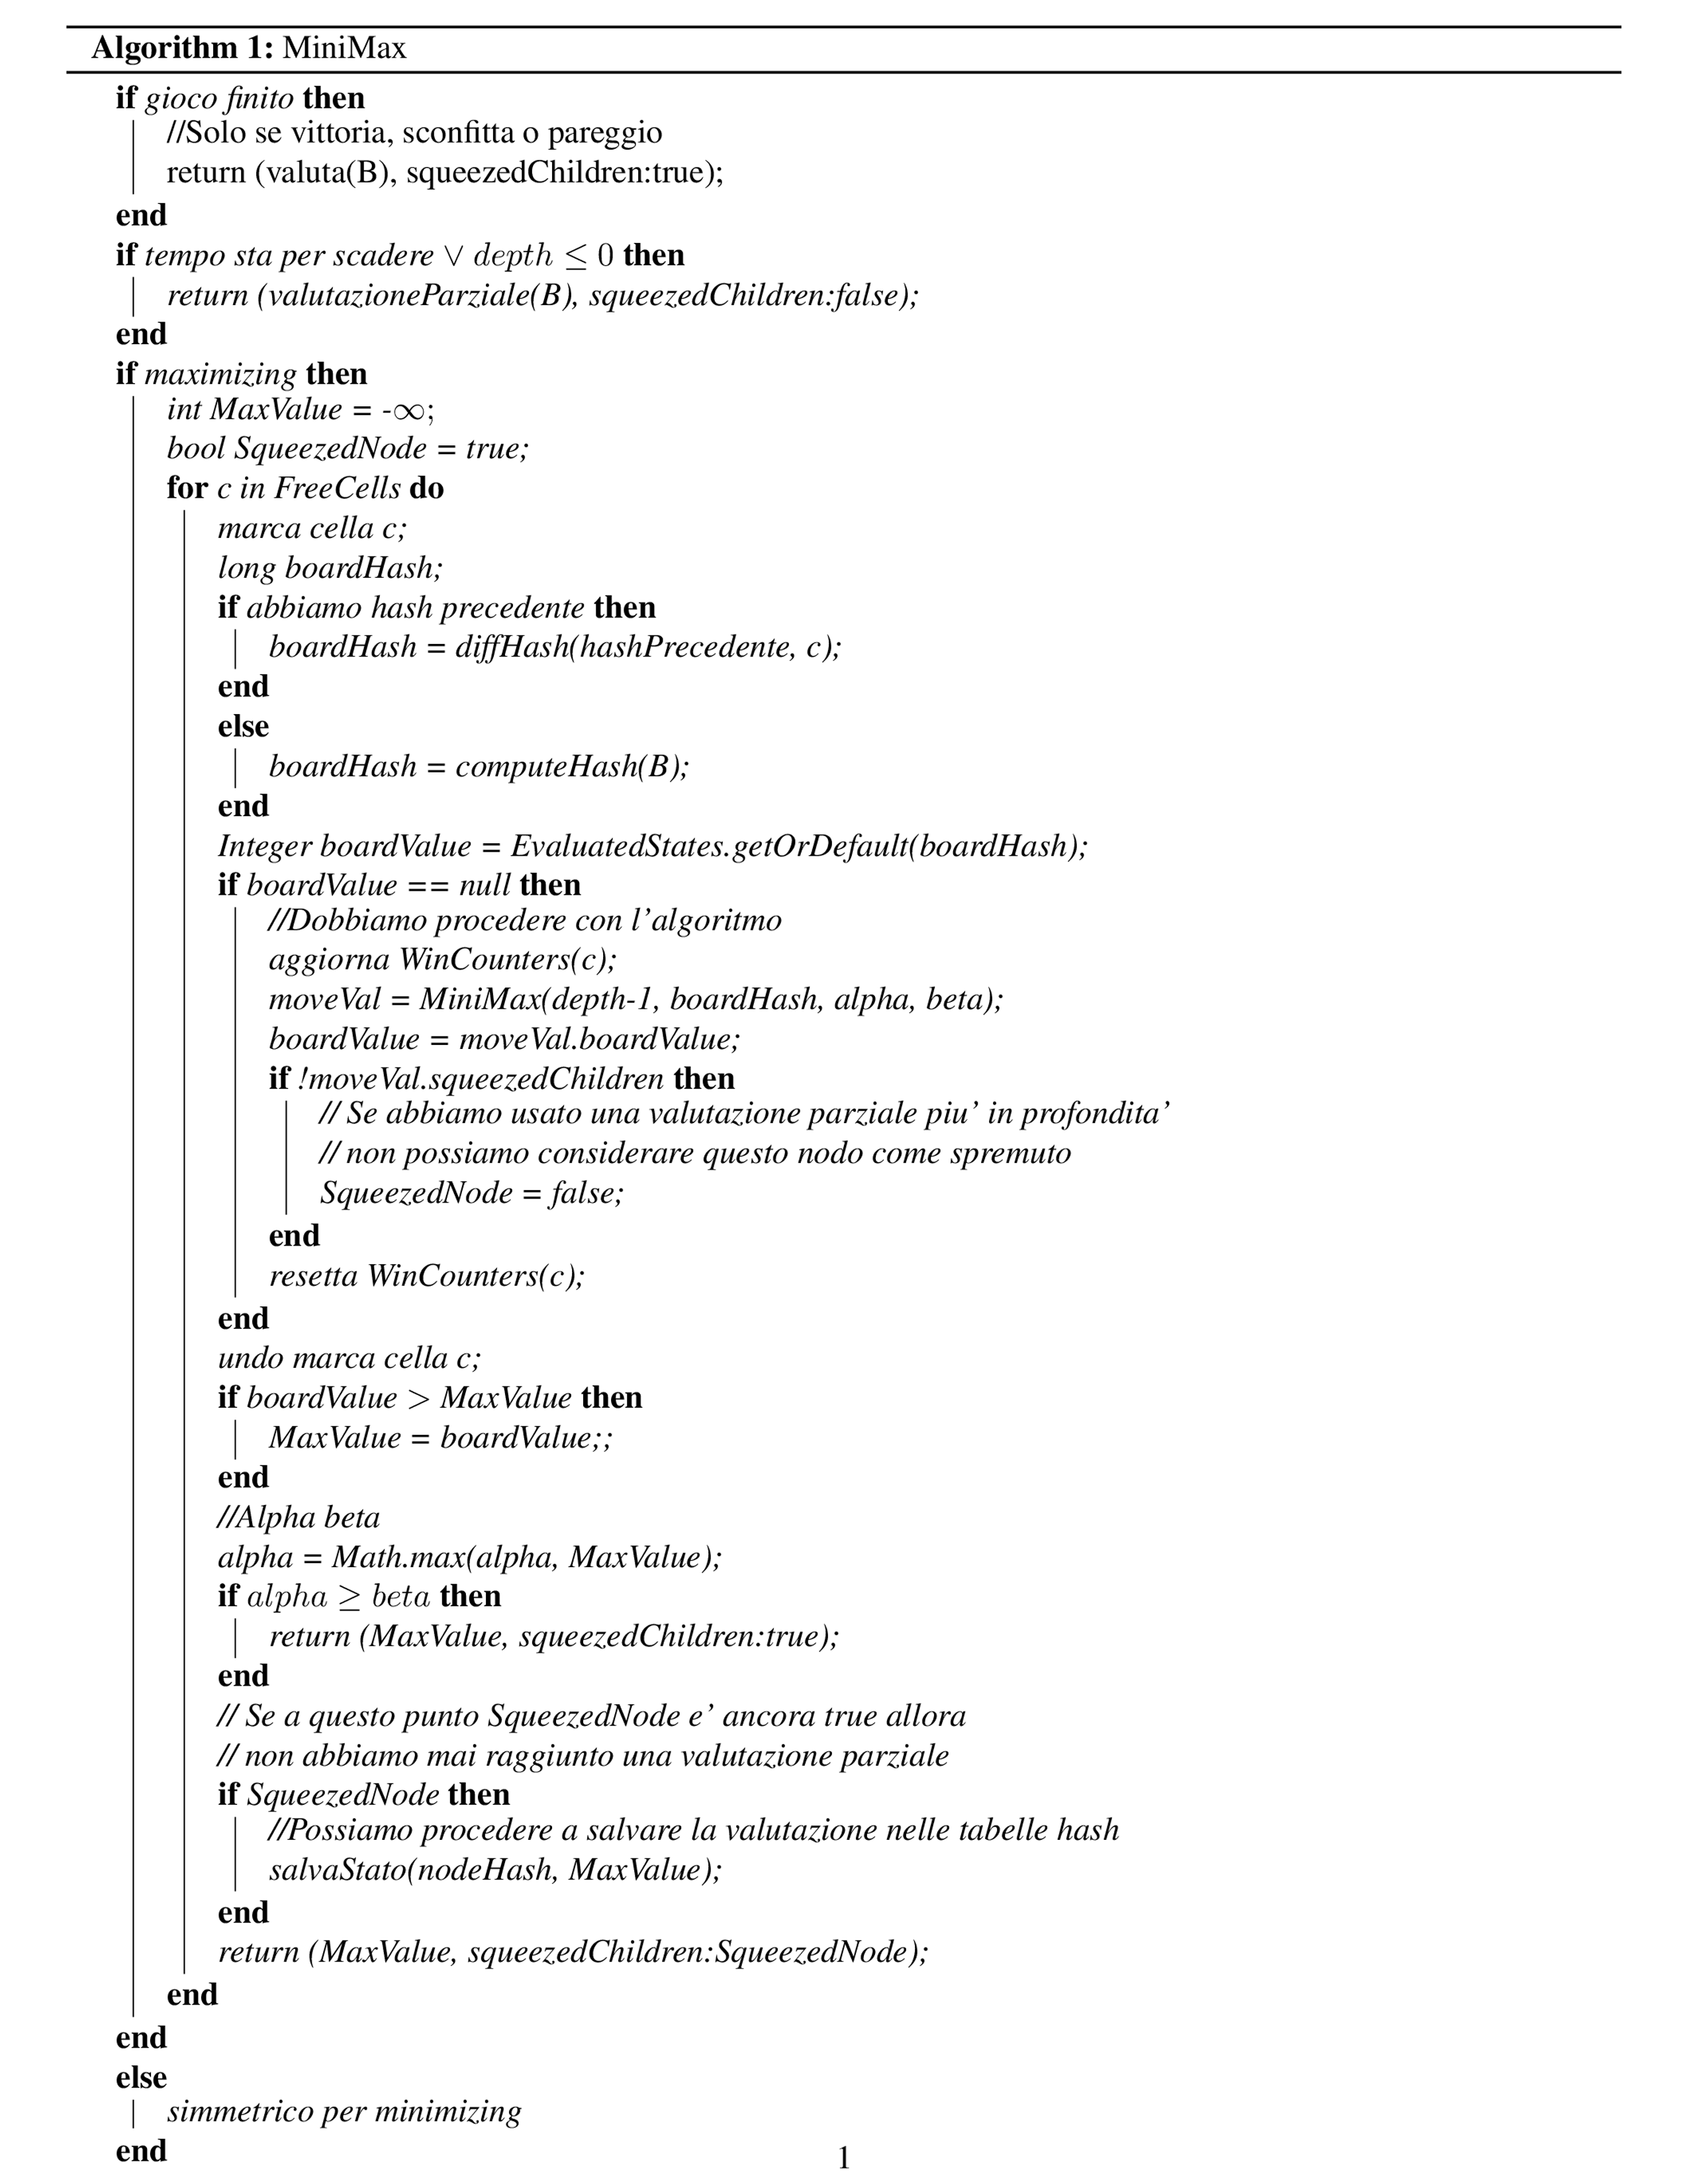 Algorithm 1: MiniMax
if gioco finito then
//Solo se vittoria, sconfitta o pareggio
return (valuta(B), squeezedChildren:true);
end
if tempo sta per scadere ∨ depth ≤ 0 then
return (valutazioneParziale(B), squeezedChildren:false);
end
if maximizing then
int MaxValue = -∞;
bool SqueezedNode = true;
for c in FreeCells do
marca cella c;
long boardHash;
if abbiamo hash precedente then
boardHash = diffHash(hashPrecedente, c);
end
else
boardHash = computeHash(B);
end
Integer boardValue = EvaluatedStates.getOrDefault(boardHash);
if boardValue == null then
//Dobbiamo procedere con l’algoritmo
aggiorna WinCounters(c);
moveVal = MiniMax(depth-1, boardHash, alpha, beta);
boardValue = moveVal.boardValue;
if !moveVal.squeezedChildren then
// Se abbiamo usato una valutazione parziale piu’ in profondita’
// non possiamo considerare questo nodo come spremuto
SqueezedNode = false;
end
resetta WinCounters(c);
end
undo marca cella c;
if boardValue > MaxValue then
MaxValue = boardValue;;
end
//Alpha beta
alpha = Math.max(alpha, MaxValue);
if alpha ≥ beta then
return (MaxValue, squeezedChildren:true);
end
// Se a questo punto SqueezedNode e’ ancora true allora
// non abbiamo mai raggiunto una valutazione parziale
if SqueezedNode then
//Possiamo procedere a salvare la valutazione nelle tabelle hash
salvaStato(nodeHash, MaxValue);
end
return (MaxValue, squeezedChildren:SqueezedNode);
end
end
else
simmetrico per minimizing
end
1